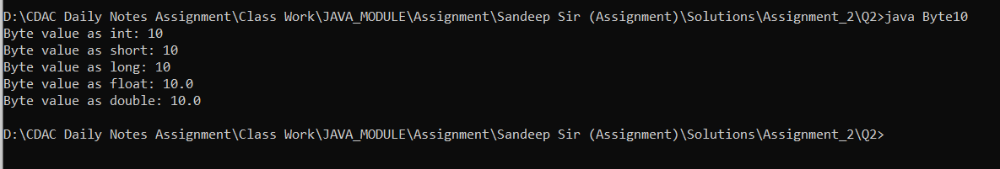 D:\CDAC Daily Notes Assignment\Class Work\JAVA_MODULE\Assignment\Sandeep Sir (Assignment)\Solutions\Assignment_2\Q2>java Byte10
Byte value as int: 10
Byte value as short: 10
Byte value as long: 10
Byte value as float: 10.0
Byte value as double: 10.0
D:\CDAC Daily Notes Assignment\Class Work\JAVA_MODULE\Assignment\Sandeep Sir (Assignment)\Solutions\Assignment_2\Q2>